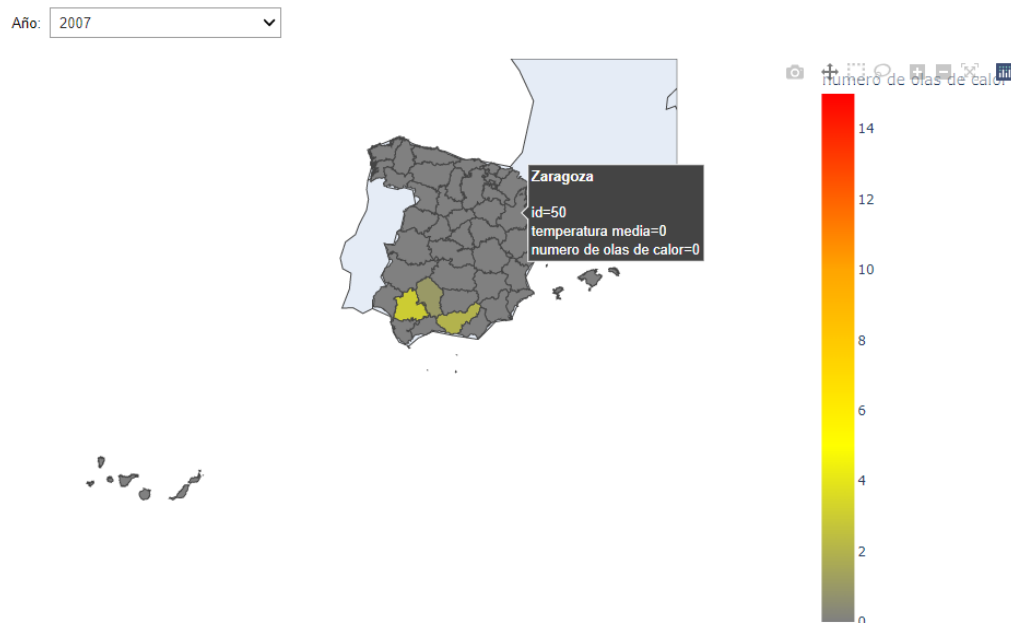 Año: 2007
numero de olas de calor
14
Zaragoza
id=50
temperatura media=0
numero de olas de calor=0
12
10
8
6
4
2
0